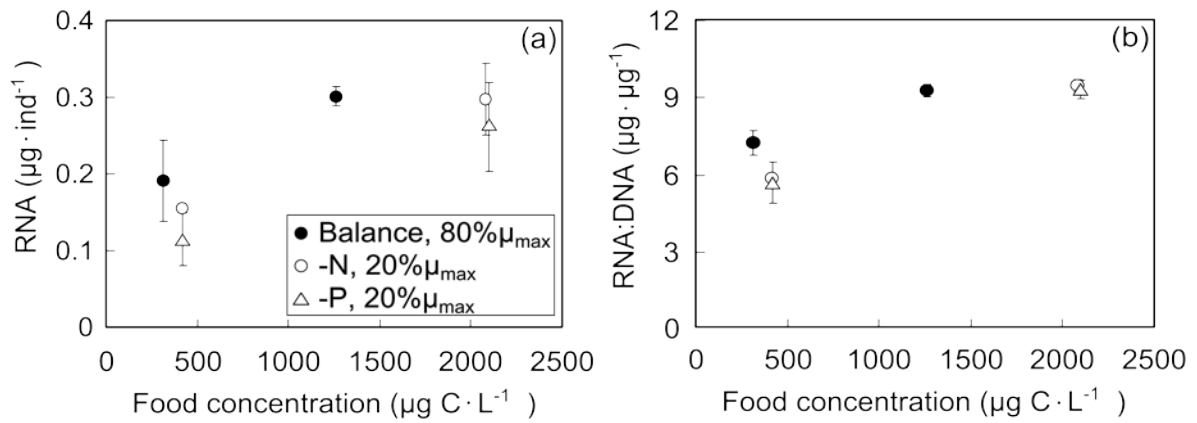 (a)
RNA (µg · ind⁻¹)
0.4
0.3
0.2
0.1
0
● Balance, 80%µmax
○ -N, 20%µmax
△ -P, 20%µmax
0 500 1000 1500 2000 2500
Food concentration (µg C · L⁻¹ )
(b)
RNA:DNA (µg · µg⁻¹)
12
9
6
3
0
0 500 1000 1500 2000 2500
Food concentration (µg C · L⁻¹ )